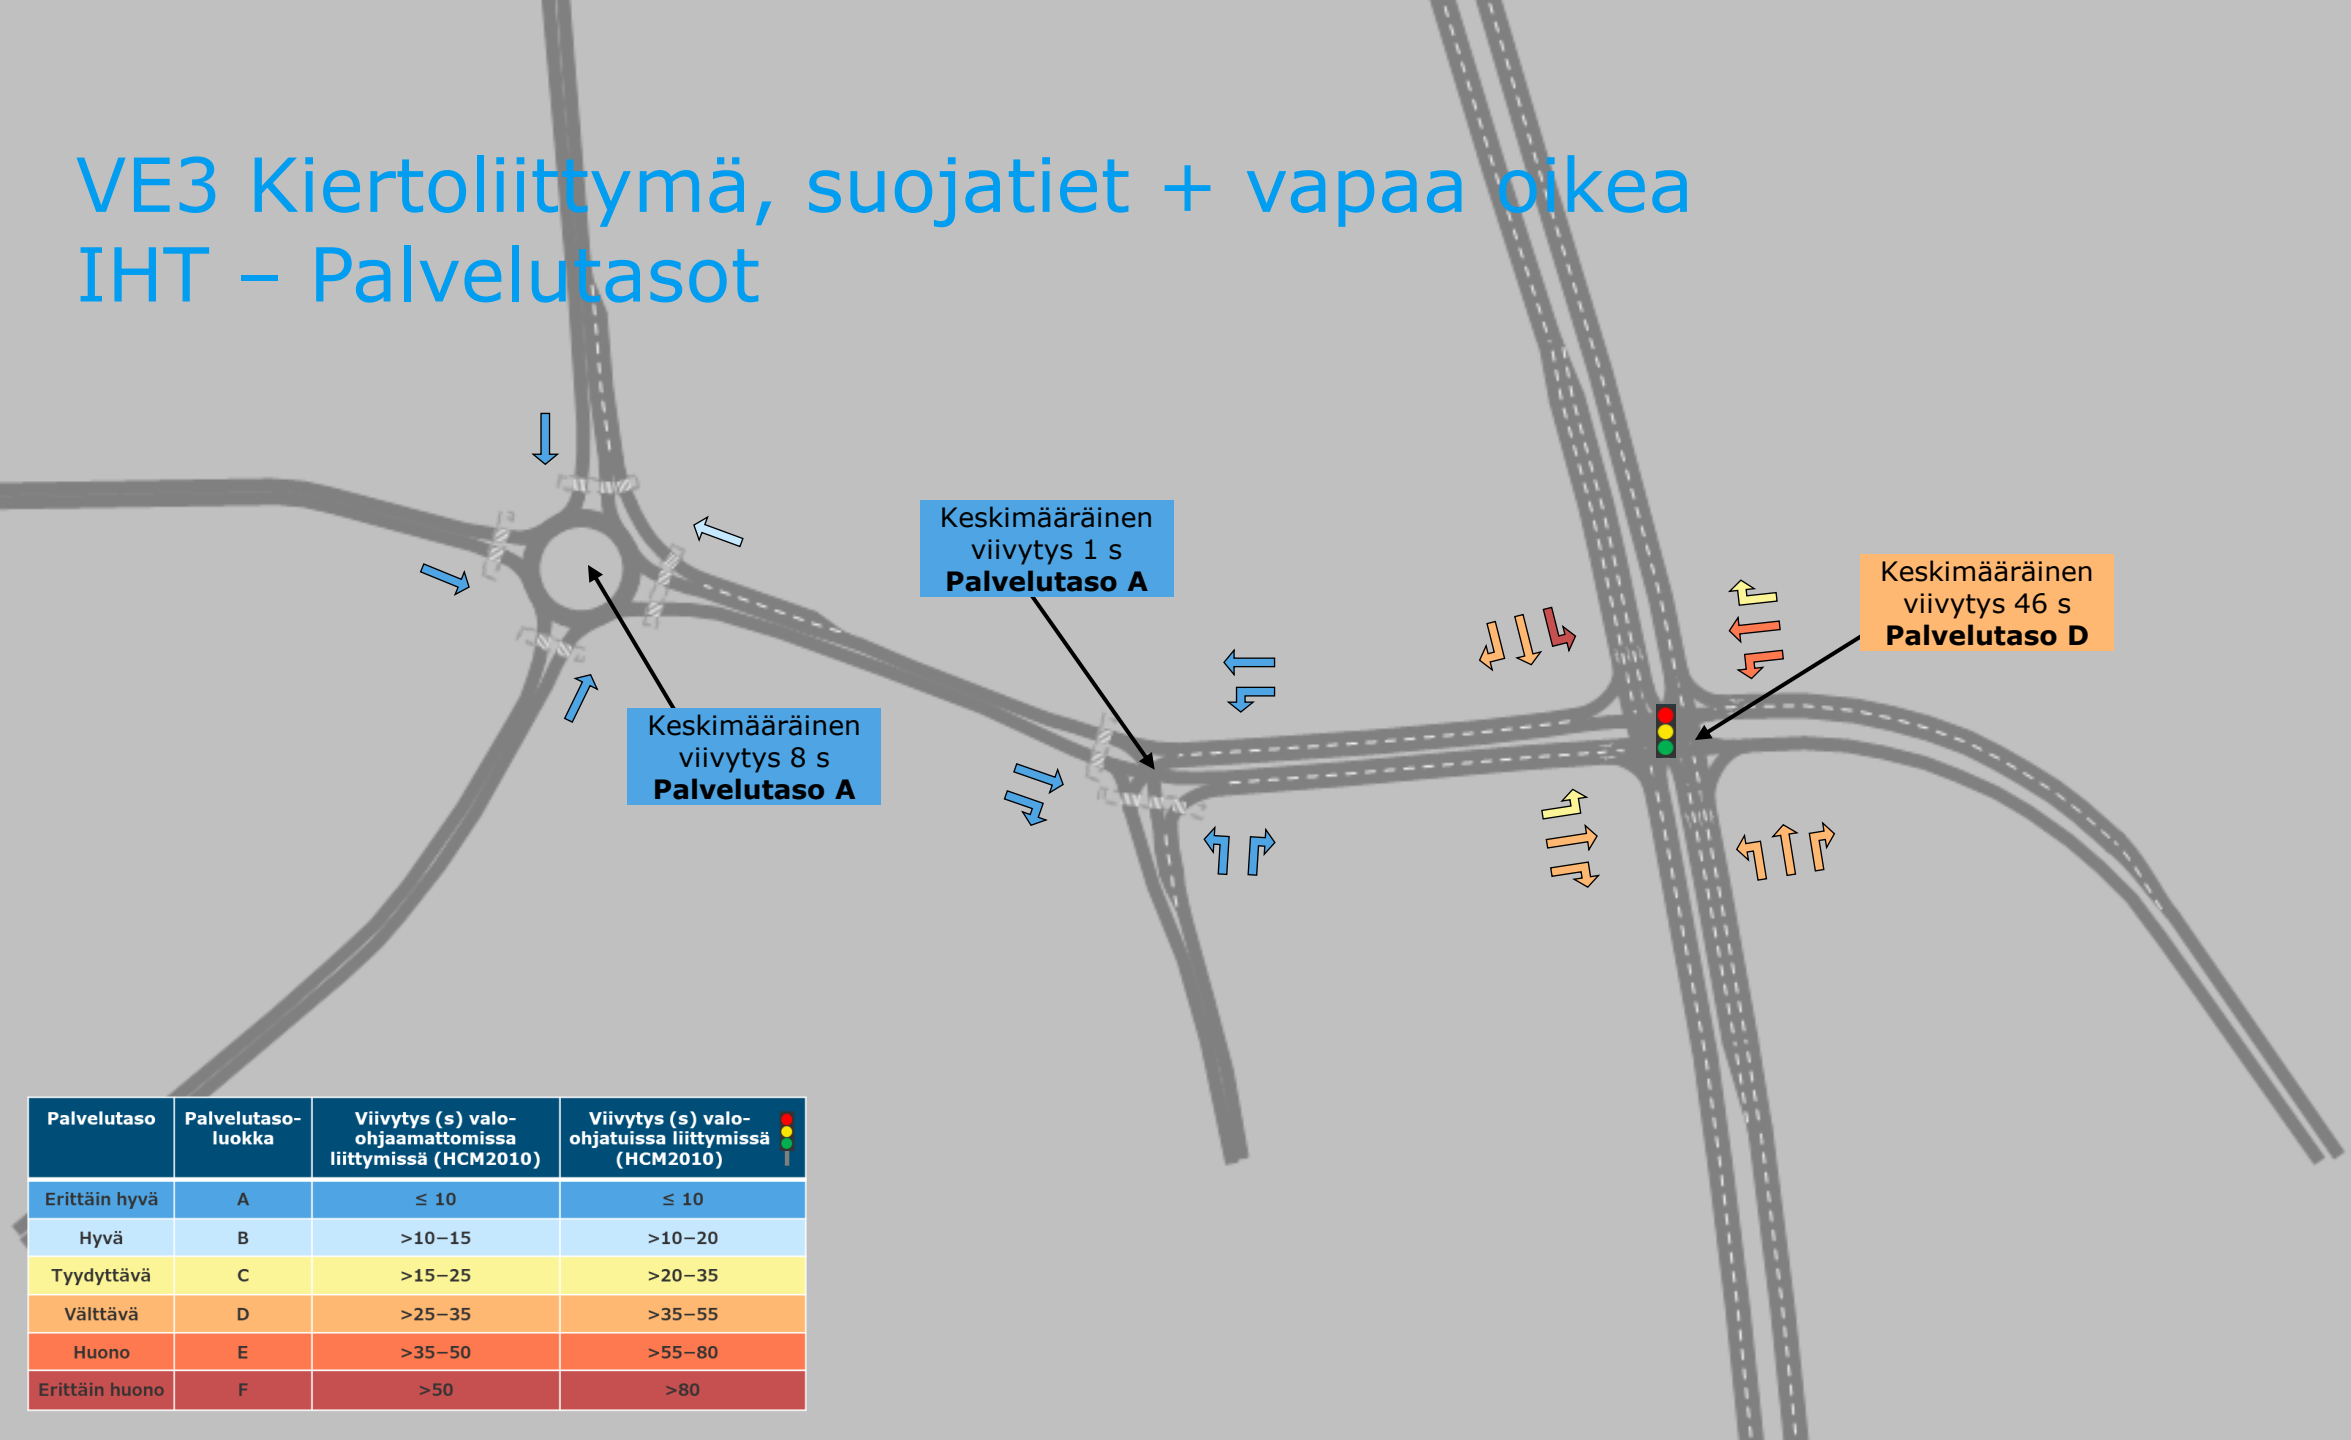 VE3 Kiertoliittymä, suojatiet + vapaa oikea
IHT – Palvelutasot
Keskimääräinen
viivytys 1 s
Palvelutaso A
Keskimääräinen
viivytys 46 s
Palvelutaso D
Keskimääräinen
viivytys 8 s
Palvelutaso A
Palvelutaso
Palvelutaso-
luokka
Viivytys (s) valo-
ohjaamattomissa
liittymissä (HCM2010)
Viivytys (s) valo-
ohjatuissa liittymissä
(HCM2010)
Erittäin hyvä A ≤ 10 ≤ 10
Hyvä B >10–15 >10–20
Tyydyttävä C >15–25 >20–35
Välttävä D >25–35 >35–55
Huono E >35–50 >55–80
Erittäin huono F >50 >80